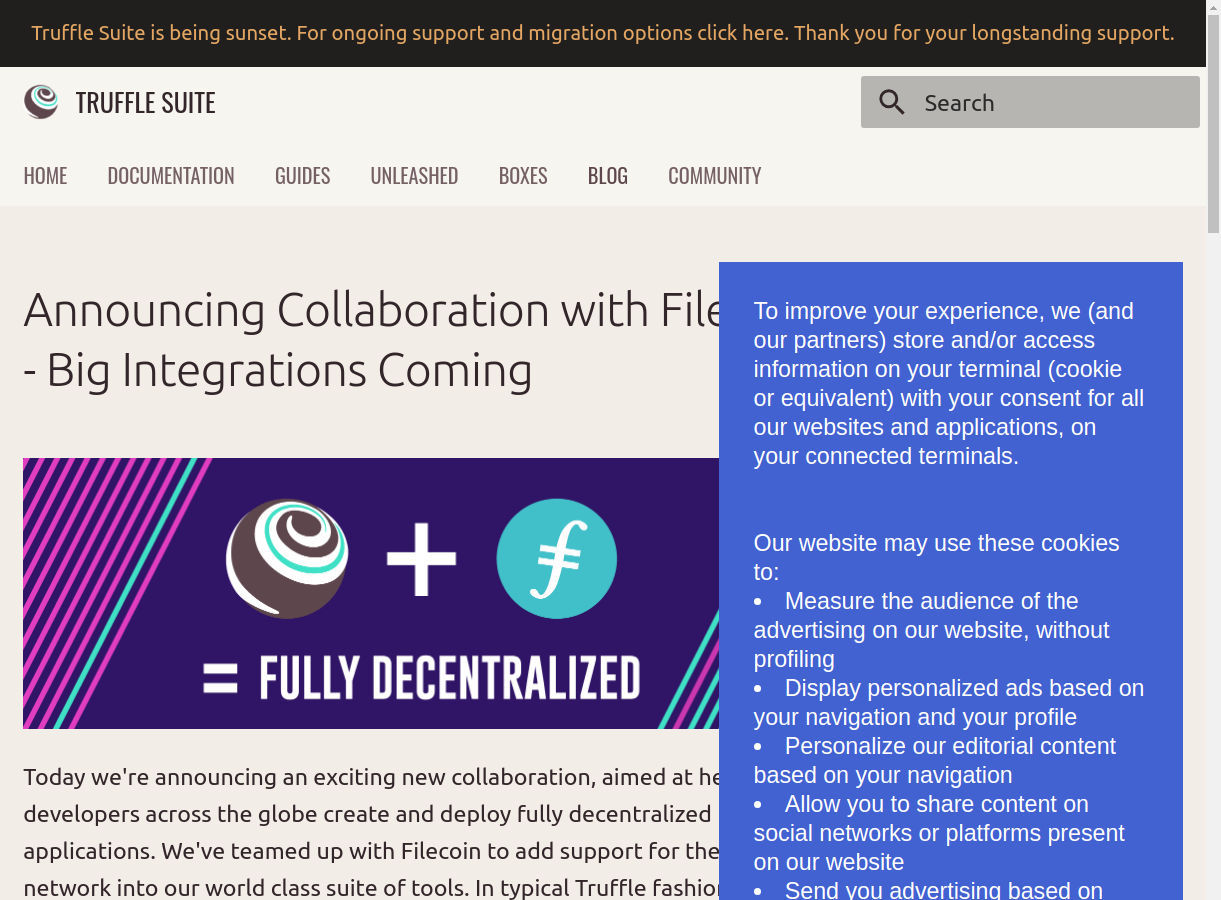 Truffle Suite is being sunset. For ongoing support and migration options click here. Thank you for your longstanding support.
TRUFFLE SUITE
Search
HOME DOCUMENTATION GUIDES UNLEASHED BOXES BLOG COMMUNITY
Announcing Collaboration with
- Big Integrations Coming
+
= FULLY DECENTRALIZED
Today we're announcing an exciting new collaboration, aimed at
developers across the globe create and deploy fully decentralized
applications. We've teamed up with Filecoin to add support for the
network into our world class suite of tools. In typical Truffle
To improve your experience, we (and
our partners) store and/or access
information on your terminal (cookie
or equivalent) with your consent for all
our websites and applications, on
your connected terminals.
Our website may use these cookies
to:
• Measure the audience of the
advertising on our website, without
profiling
• Display personalized ads based on
your navigation and your profile
• Personalize our editorial content
based on your navigation
• Allow you to share content on
social networks or platforms present
on our website
• Send you advertising based on